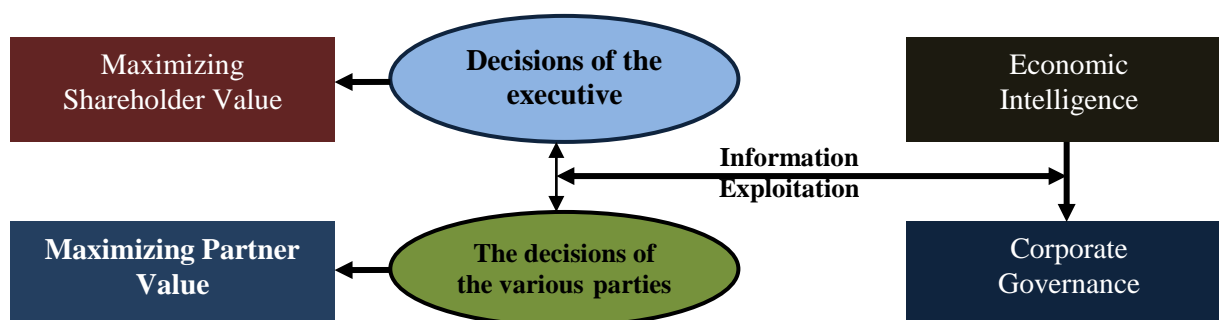 Maximizing
Shareholder Value
Decisions of the
executive
Economic
Intelligence
Information
Exploitation
Maximizing Partner
Value
The decisions of
the various parties
Corporate
Governance